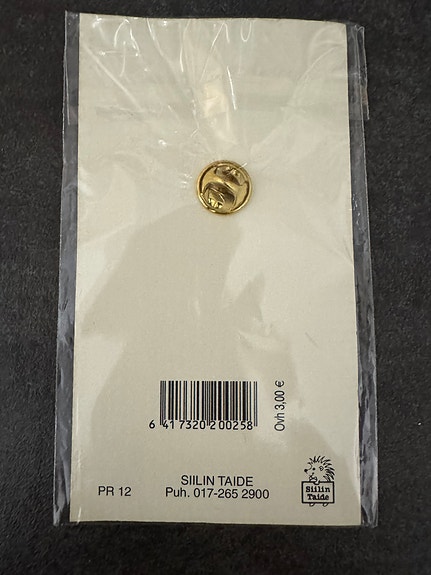 6 417320 200258
Ovh 3,00 €
SIILIN TAIDE
PR 12
Puh. 017-265 2900
Siilin
Taide